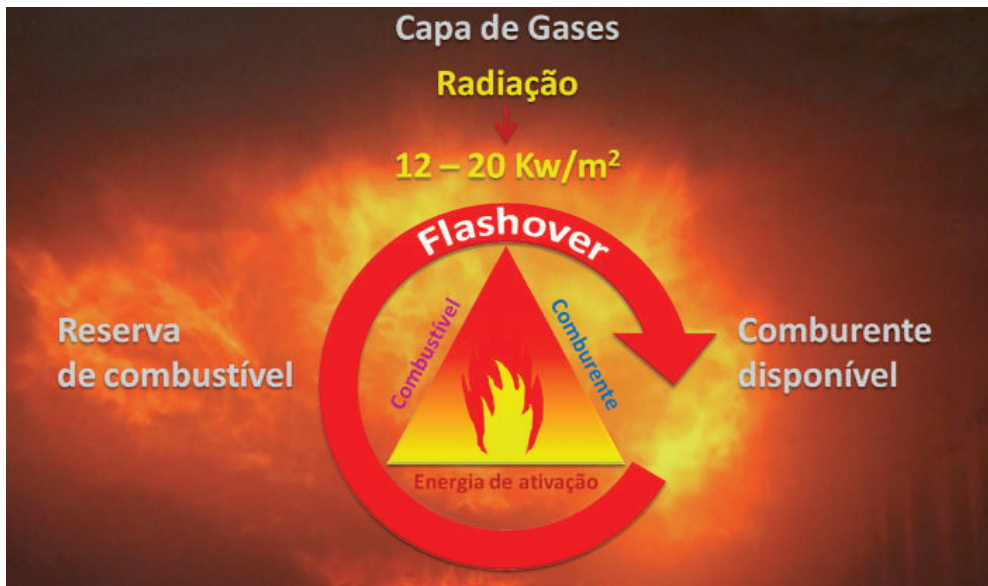 Capa de Gases
Radiação
12 – 20 Kw/m²
Flashover
Reserva
de combustível
Combustível
Comburente
Comburente
disponível
Energia de ativação